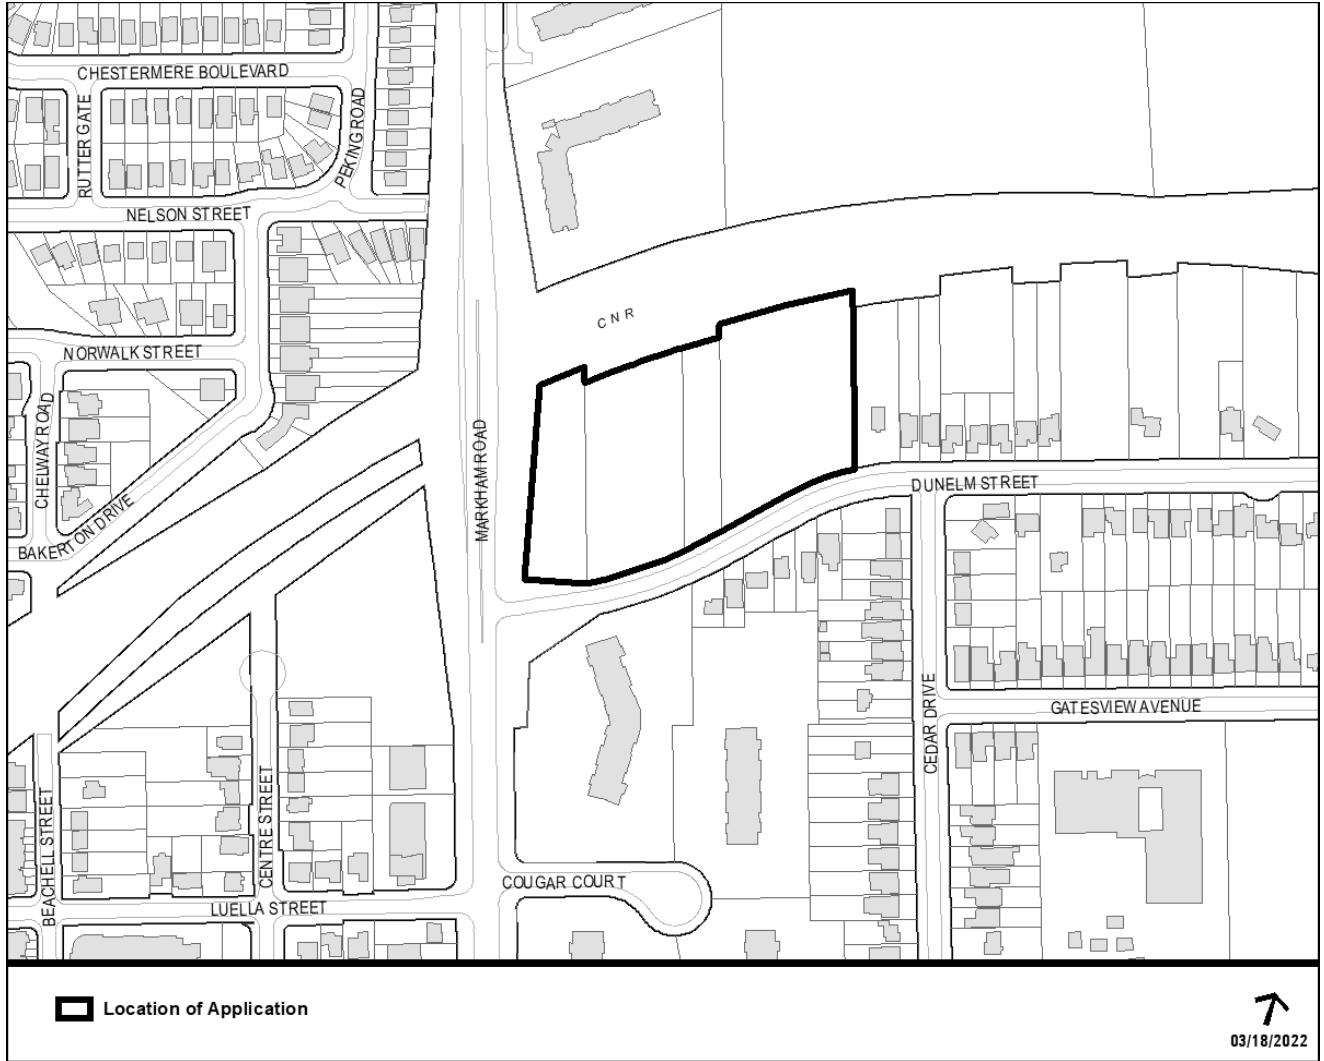 CHESTERMERE BOULEVARD
RUTTER GATE
PEKING ROAD
NELSON STREET
CNR
NORWALK STREET
CHELWAY ROAD
MARKHAM ROAD
DUNELM STREET
BAKERTON DRIVE
CEDAR DRIVE
GATESVIEW AVENUE
BEACHELL STREET
CENTRE STREET
COUGAR COURT
LUELLA STREET
Location of Application
03/18/2022